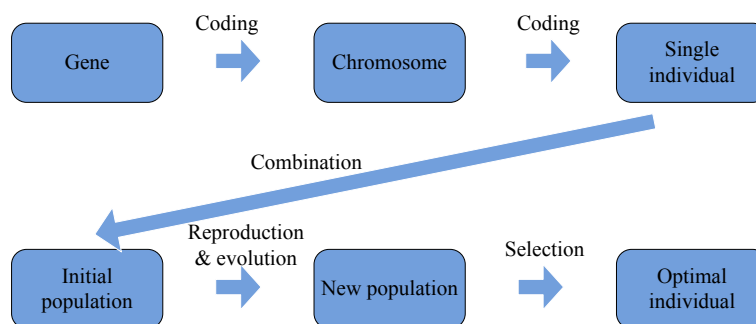 Coding
Coding
Gene
Chromosome
Single
individual
Combination
Reproduction
& evolution
Selection
Initial
population
New population
Optimal
individual